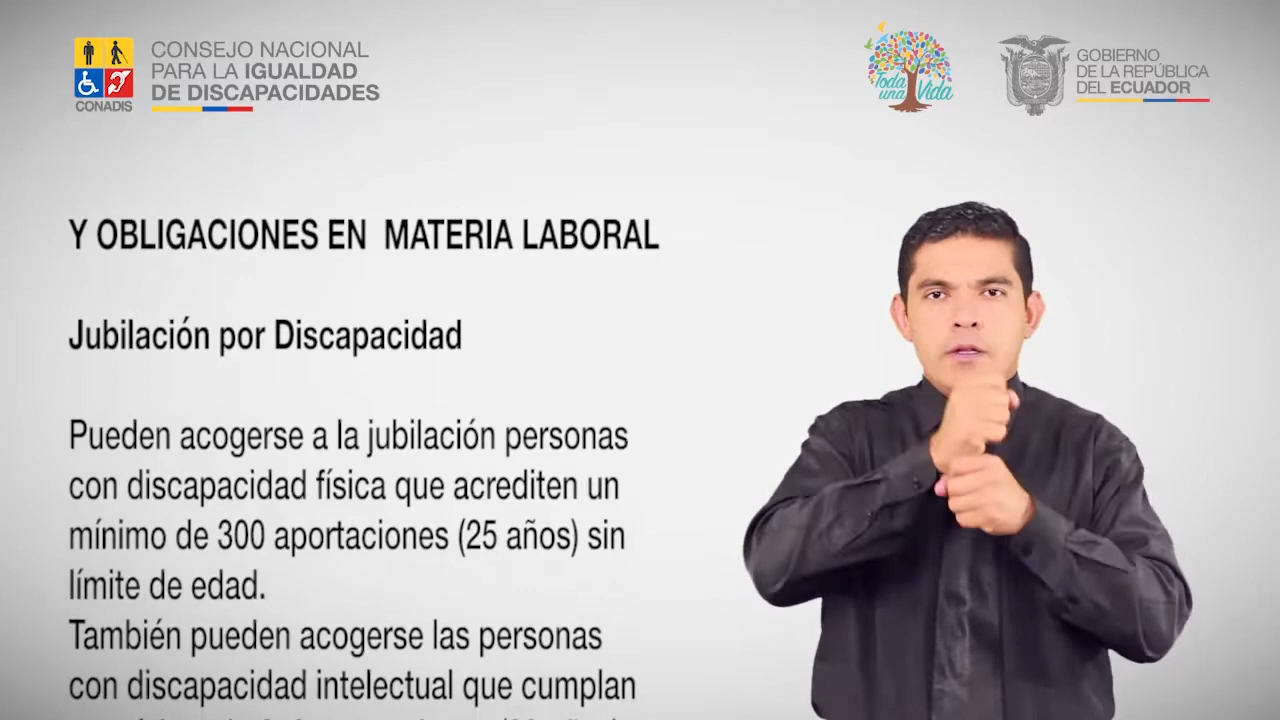 CONSEJO NACIONAL
PARA LA IGUALDAD
DE DISCAPACIDADES
CONADIS
Toda
una Vida
GOBIERNO
DE LA REPÚBLICA
DEL ECUADOR
Y OBLIGACIONES EN MATERIA LABORAL
Jubilación por Discapacidad
Pueden acogerse a la jubilación personas
con discapacidad física que acrediten un
mínimo de 300 aportaciones (25 años) sin
límite de edad.
También pueden acogerse las personas
con discapacidad intelectual que cumplan